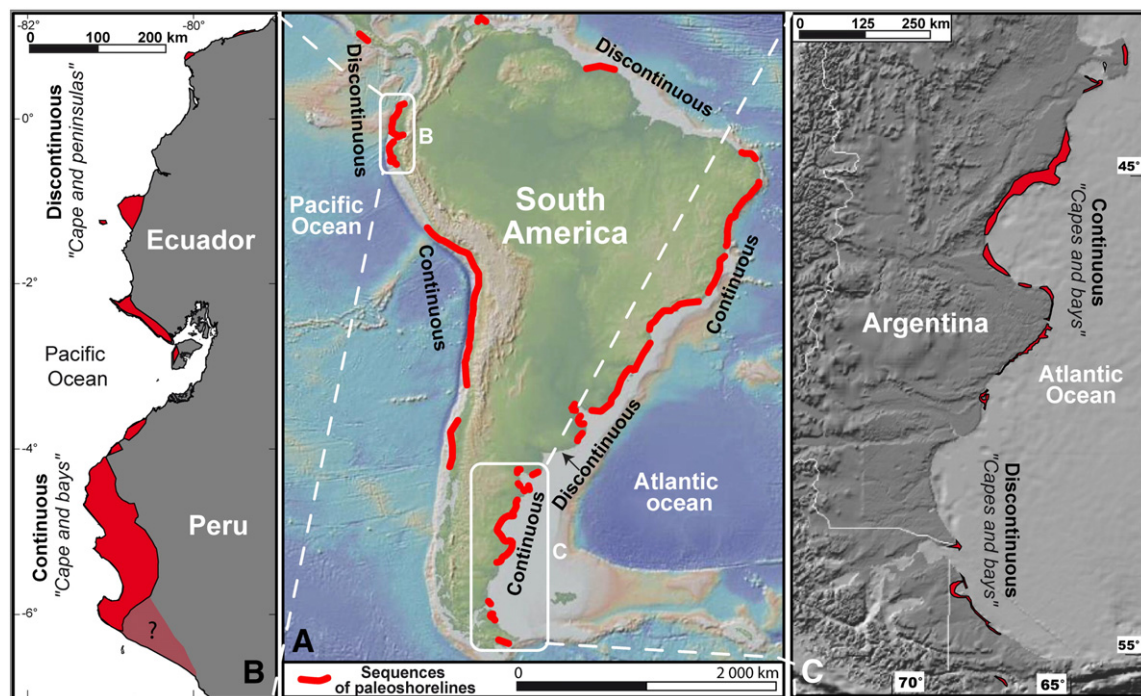 -82°
-80°
0
100
200 km
0°
Discontinuous
"Cape and peninsulas"
Ecuador
-2°
Pacific
Ocean
-4°
Continuous
"Cape and bays"
Peru
-6°
?
B
Discontinuous
Discontinuous
B
Pacific
Ocean
South
America
Continuous
Continuous
Discontinuous
Atlantic
ocean
Continuous
C
A
Sequences
of paleoshorelines
0
2 000 km
0
125
250 km
45°
Continuous
"Capes and bays"
Argentina
Atlantic
Ocean
Discontinuous
"Capes and bays"
55°
C
70°
65°